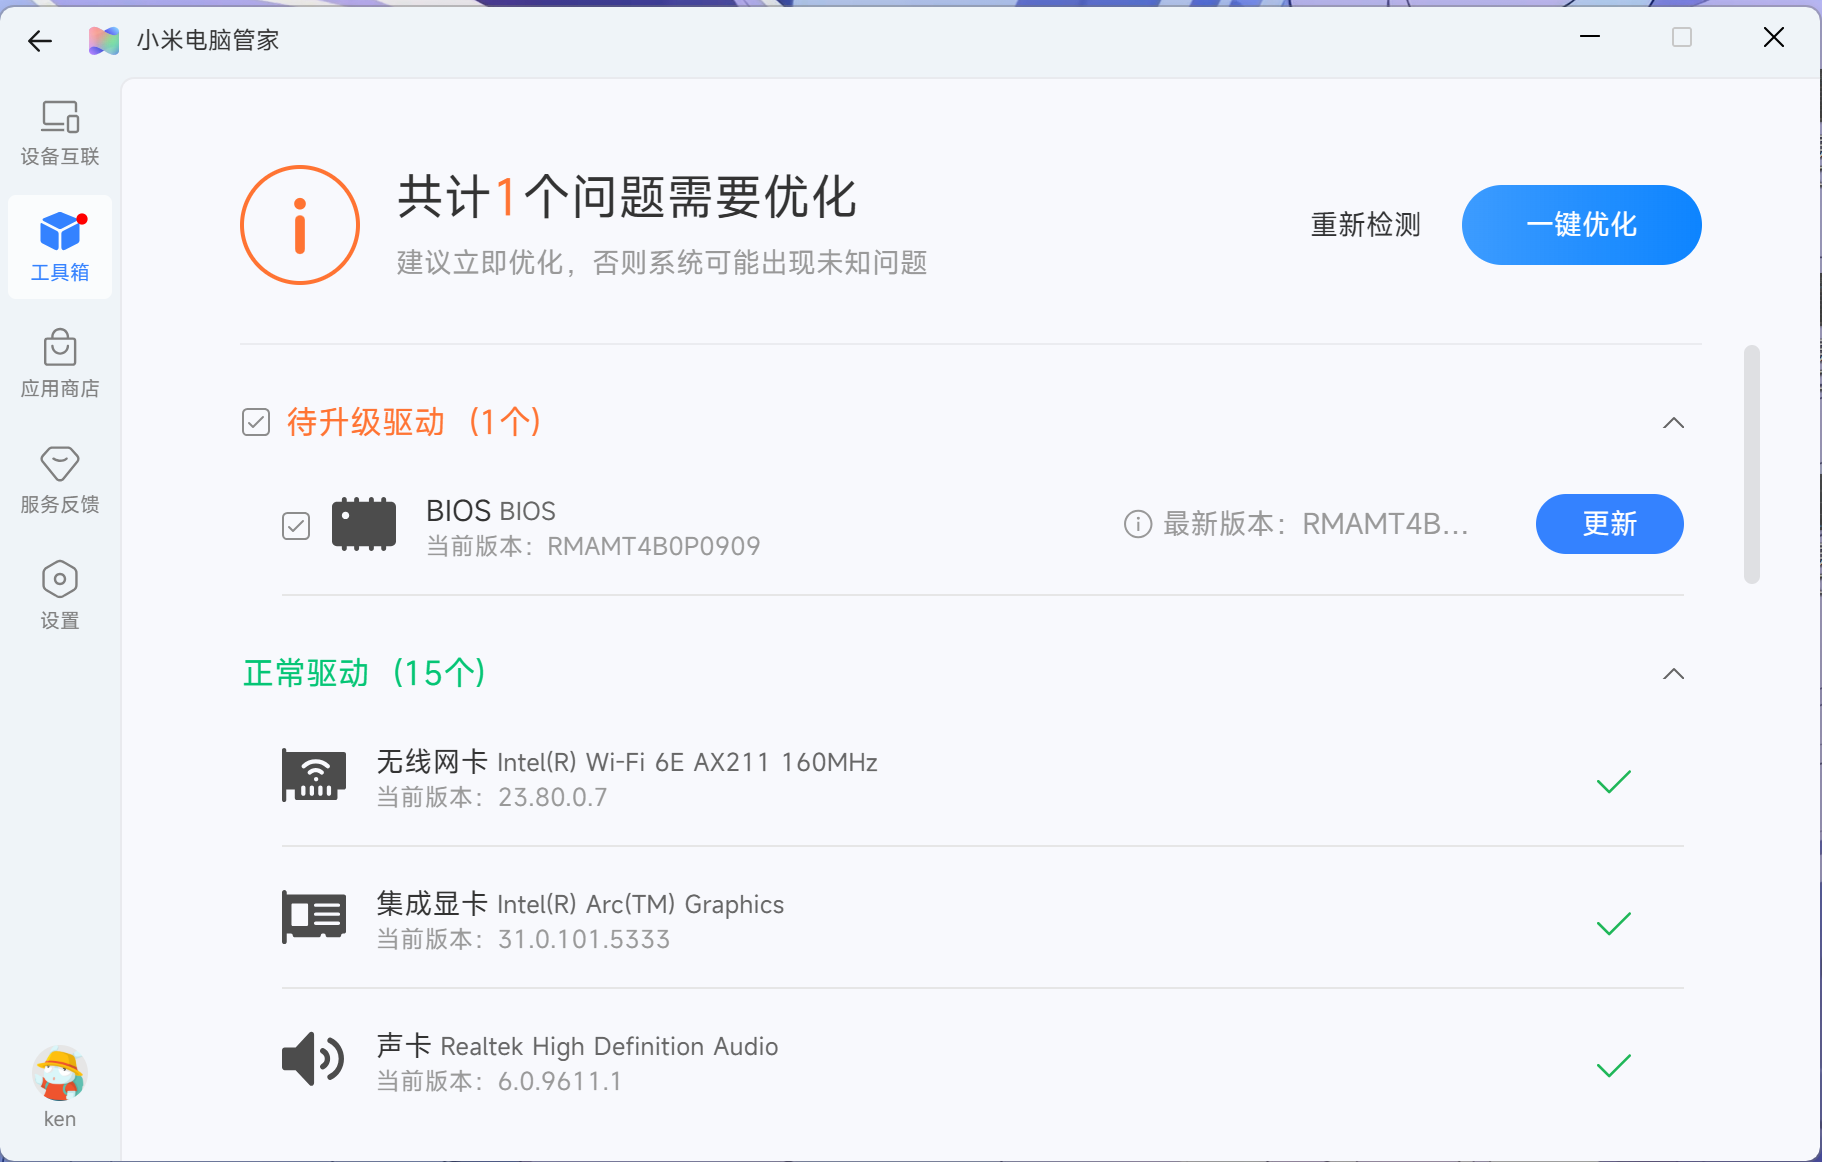 小米电脑管家
设备互联
工具箱
应用商店
服务反馈
设置
ken
共计1个问题需要优化
建议立即优化，否则系统可能出现未知问题
重新检测
一键优化
待升级驱动（1个）
BIOS BIOS
当前版本：RMAMT4B0P0909
最新版本：RMAMT4B...
更新
正常驱动（15个）
无线网卡 Intel(R) Wi-Fi 6E AX211 160MHz
当前版本：23.80.0.7
集成显卡 Intel(R) Arc(TM) Graphics
当前版本：31.0.101.5333
声卡 Realtek High Definition Audio
当前版本：6.0.9611.1